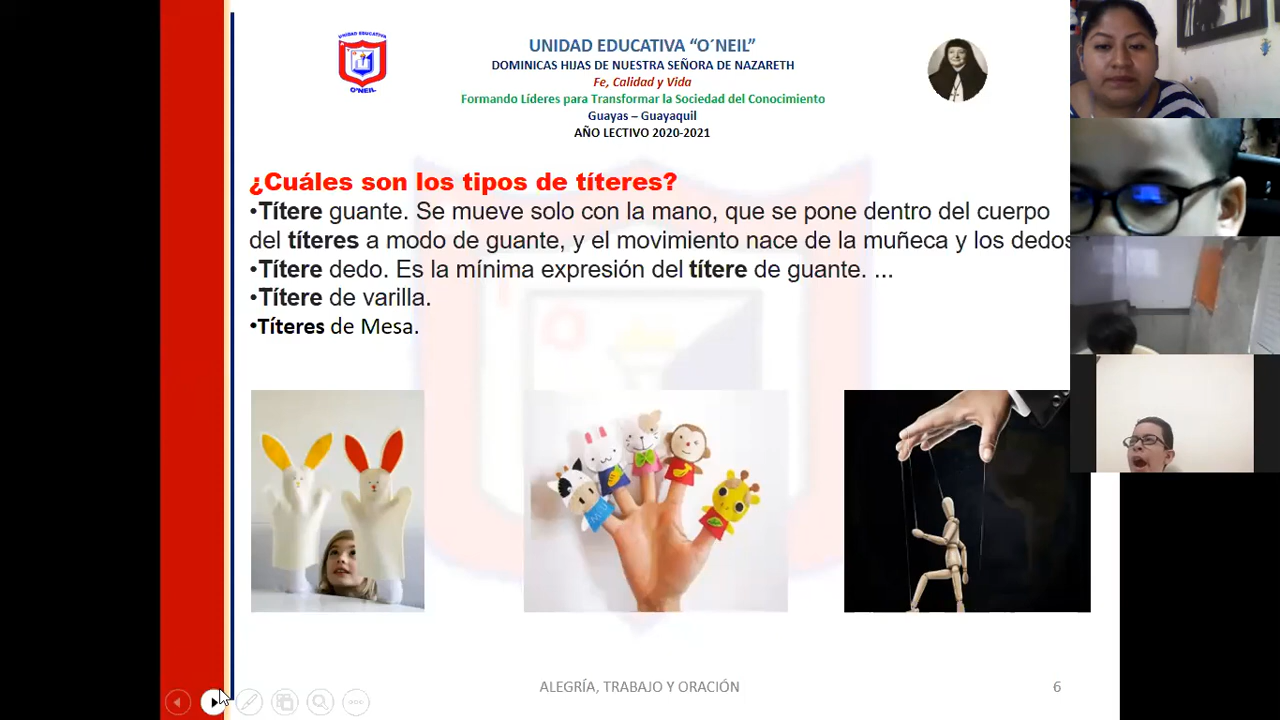 UNIDAD EDUCATIVA
O'NEIL
UNIDAD EDUCATIVA “O´NEIL”
DOMINICAS HIJAS DE NUESTRA SEÑORA DE NAZARETH
Fe, Calidad y Vida
Formando Líderes para Transformar la Sociedad del Conocimiento
Guayas – Guayaquil
AÑO LECTIVO 2020-2021
¿Cuáles son los tipos de títeres?
•Títere guante. Se mueve solo con la mano, que se pone dentro del cuerpo
del títeres a modo de guante, y el movimiento nace de la muñeca y los dedos
•Títere dedo. Es la mínima expresión del títere de guante. ...
•Títere de varilla.
•Títeres de Mesa.
ALEGRÍA, TRABAJO Y ORACIÓN
6